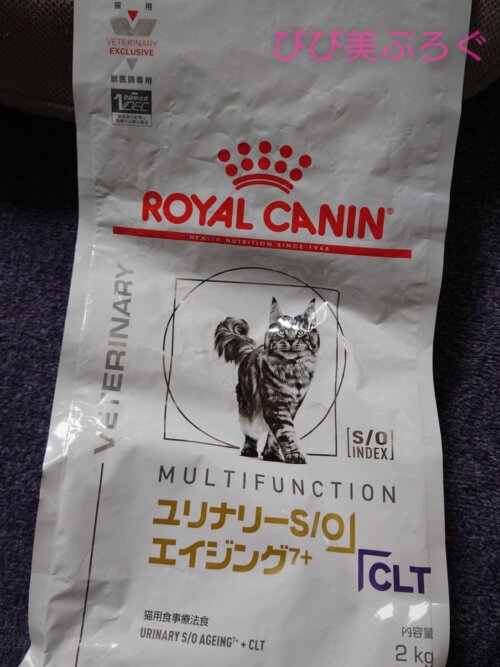 猫用
びび美ぶろぐ
VETERINARY
EXCLUSIVE
獣医師専用
ROYAL CANIN®
HEALTH NUTRITION SINCE 1968
VETERINARY
S/O
INDEX
MULTIFUNCTION
ユリナリーS/O
エイジング7+
CLT
猫用食事療法食
URINARY S/O AGEING7+ + CLT
内容量
2 kg